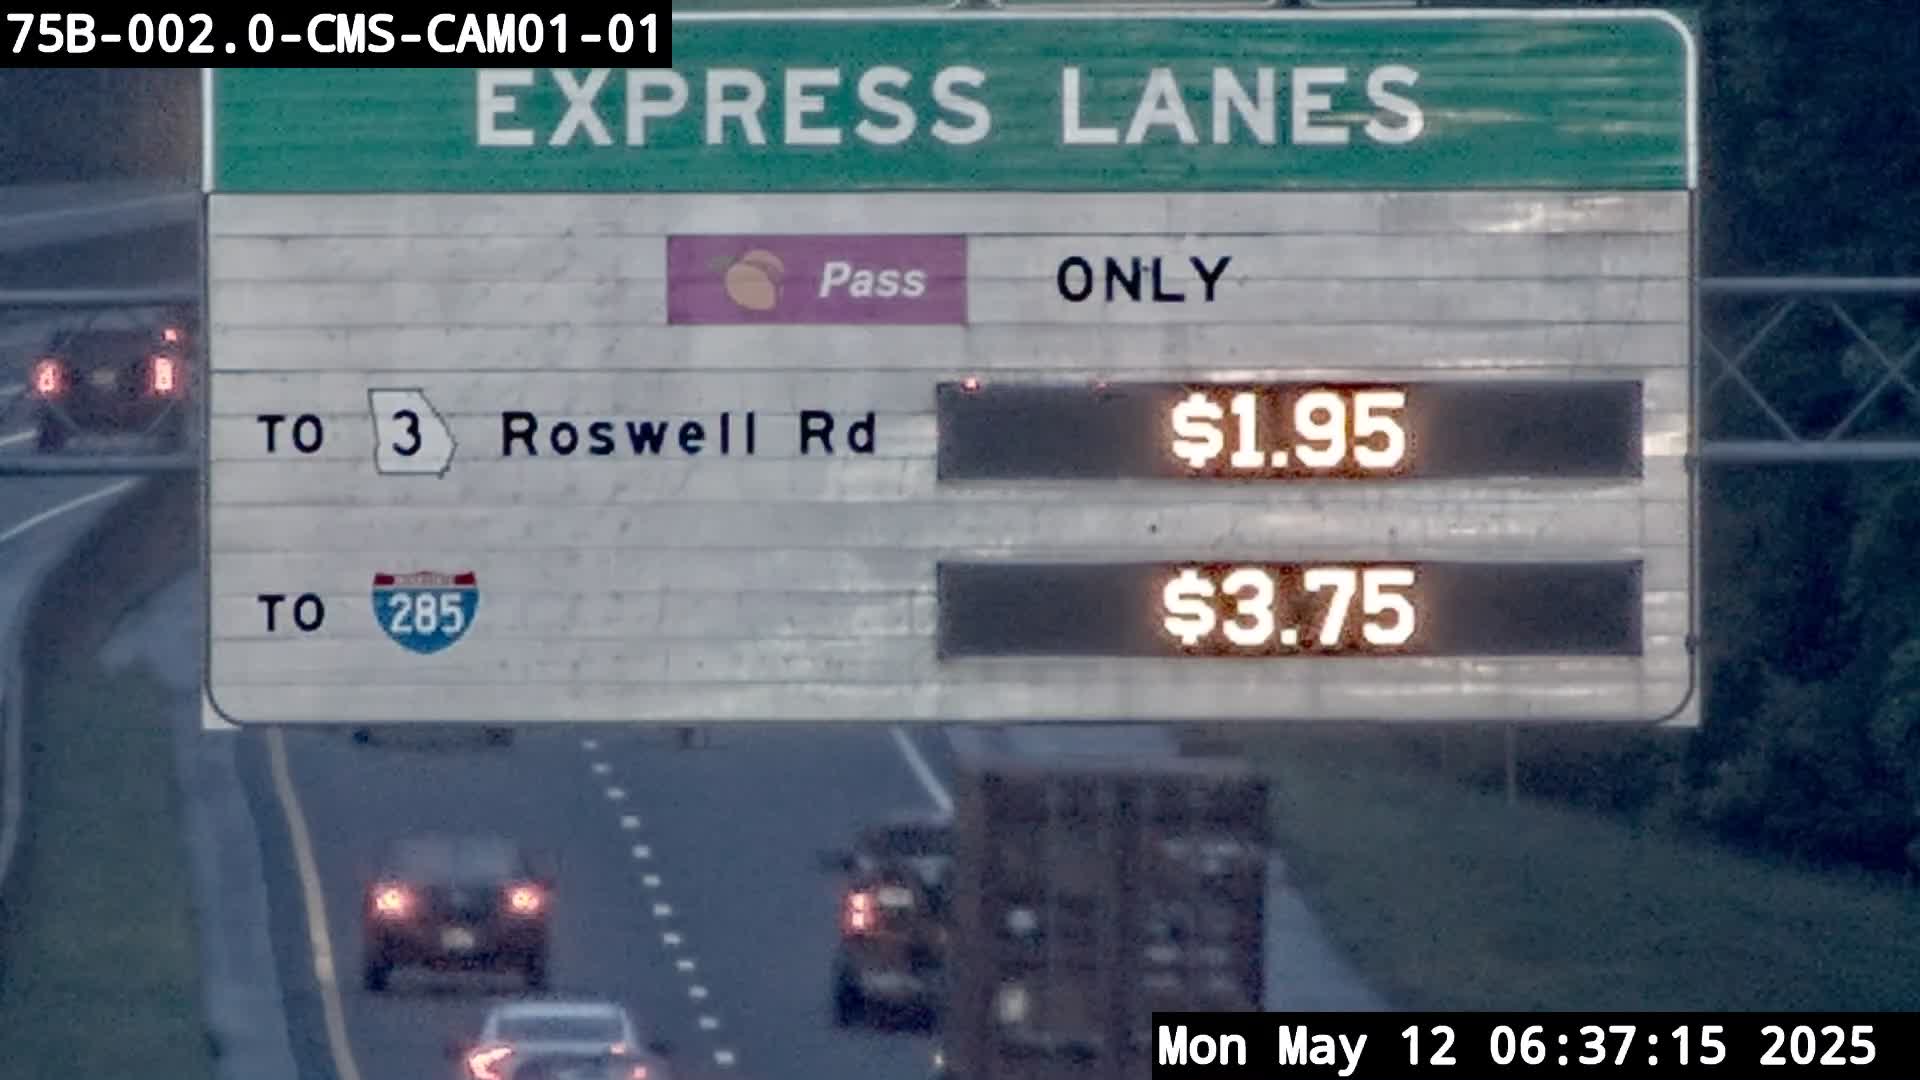 75B-002.0-CMS-CAM01-01
EXPRESS LANES
Pass ONLY
TO 3 Roswell Rd $1.95
TO 285 $3.75
Mon May 12 06:37:15 2025